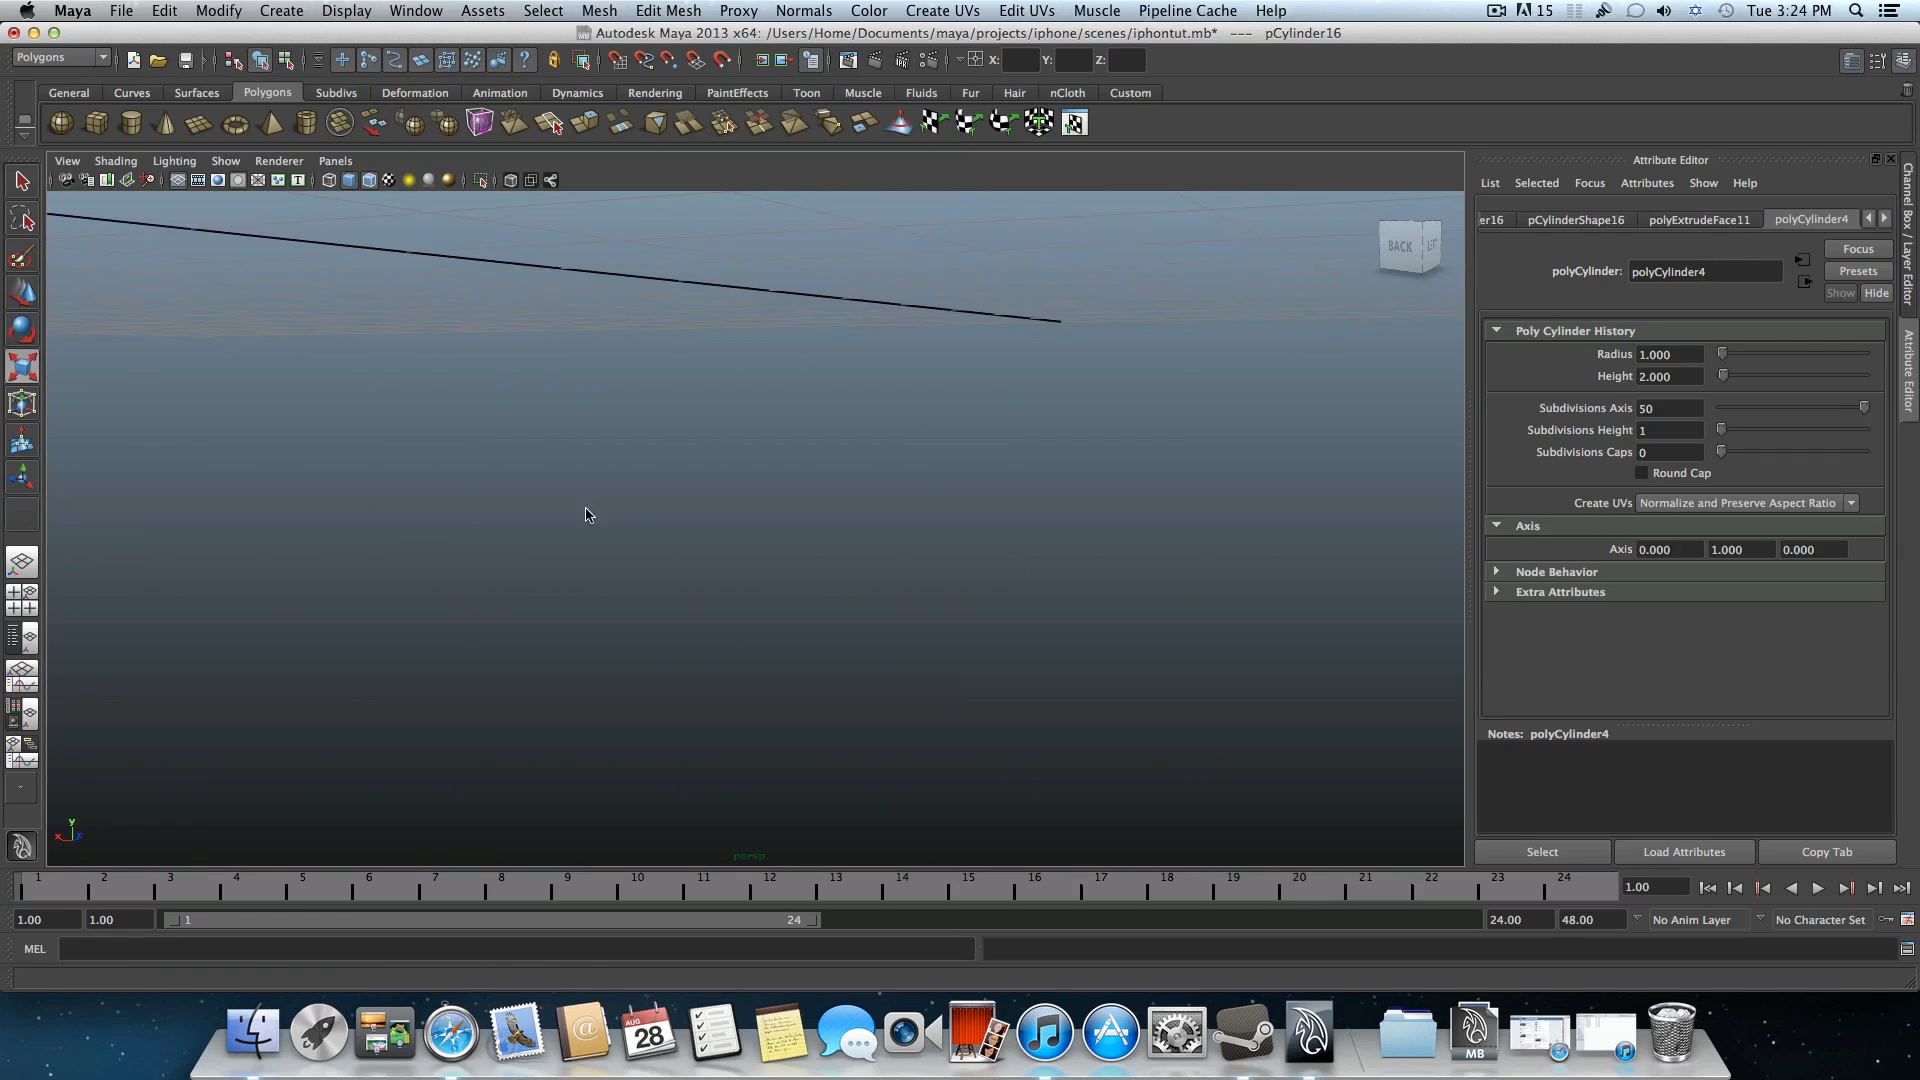 Maya File Edit Modify Create Display Window Assets Select Mesh Edit Mesh Proxy Normals Color Create UVs Edit UVs Muscle Pipeline Cache Help 15 Tue 3:24 PM
Autodesk Maya 2013 x64: /Users/Home/Documents/maya/projects/iphone/scenes/iphontut.mb* --- pCylinder16
Polygons X: Y: Z:
General Curves Surfaces Polygons Subdivs Deformation Animation Dynamics Rendering PaintEffects Toon Muscle Fluids Fur Hair nCloth Custom
View Shading Lighting Show Renderer Panels
BACK LEFT
y
x z
persp
Attribute Editor
List Selected Focus Attributes Show Help
er16 pCylinderShape16 polyExtrudeFace11 polyCylinder4
Focus
polyCylinder: polyCylinder4 Presets
Show Hide
Poly Cylinder History
Radius 1.000
Height 2.000
Subdivisions Axis 50
Subdivisions Height 1
Subdivisions Caps 0
Round Cap
Create UVs Normalize and Preserve Aspect Ratio
Axis
Axis 0.000 1.000 0.000
Node Behavior
Extra Attributes
Notes: polyCylinder4
Select Load Attributes Copy Tab
Channel Box / Layer Editor
Attribute Editor
1 2 3 4 5 6 7 8 9 10 11 12 13 14 15 16 17 18 19 20 21 22 23 24 1.00
1.00 1.00 1 24 24.00 48.00 No Anim Layer No Character Set
MEL
AUG
28
MB